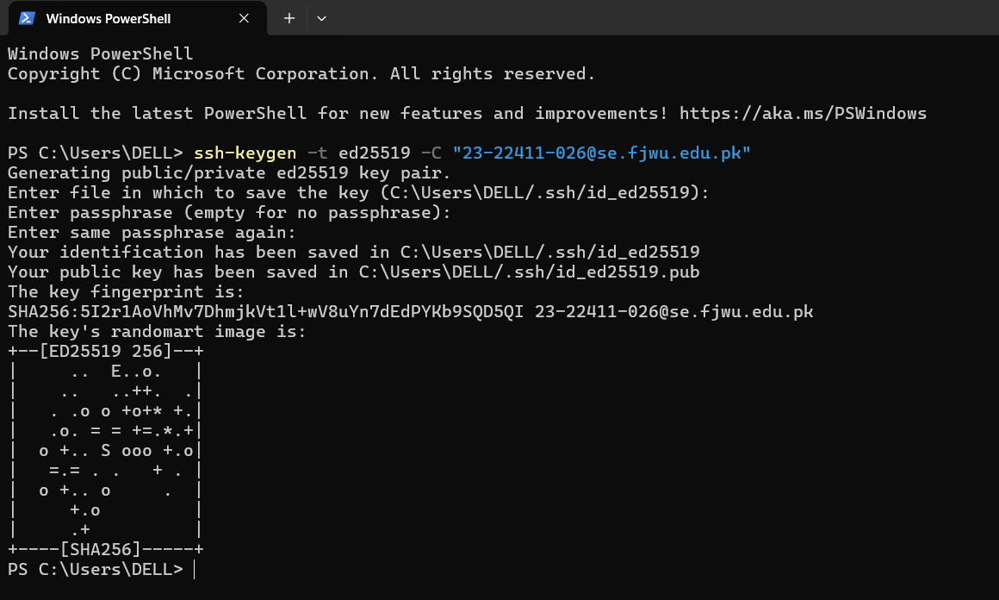 Windows PowerShell
Windows PowerShell
Copyright (C) Microsoft Corporation. All rights reserved.
Install the latest PowerShell for new features and improvements! https://aka.ms/PSWindows
PS C:\Users\DELL> ssh-keygen -t ed25519 -C "23-22411-026@se.fjwu.edu.pk"
Generating public/private ed25519 key pair.
Enter file in which to save the key (C:\Users\DELL/.ssh/id_ed25519):
Enter passphrase (empty for no passphrase):
Enter same passphrase again:
Your identification has been saved in C:\Users\DELL/.ssh/id_ed25519
Your public key has been saved in C:\Users\DELL/.ssh/id_ed25519.pub
The key fingerprint is:
SHA256:5I2r1AoVhMv7DhmjkVt1l+wV8uYn7dEdPYKb9SQD5QI 23-22411-026@se.fjwu.edu.pk
The key's randomart image is:
+--[ED25519 256]--+
|     ..  E..o.   |
|    ..   ..++.  .|
|   . .o o +o+* +.|
|   .o. = = +=.*.+|
|  o +.. S ooo +.o|
|   =.= . .   + . |
|  o +.. o     .  |
|     +.o         |
|     .+          |
+----[SHA256]-----+
PS C:\Users\DELL>